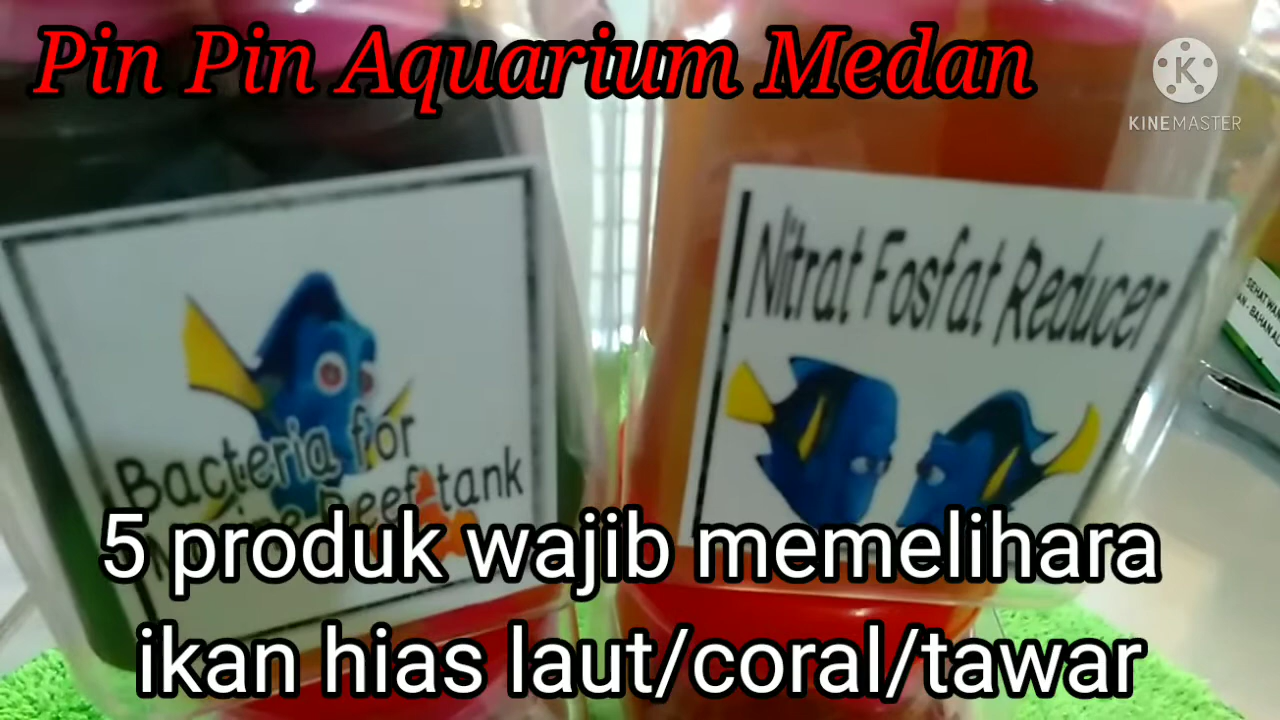 Pin Pin Aquarium Medan
K
KINEMASTER
Nitrat Fosfat Reducer
Bacteria for
Reef tank
SEHAT
5 produk wajib memelihara
ikan hias laut/coral/tawar